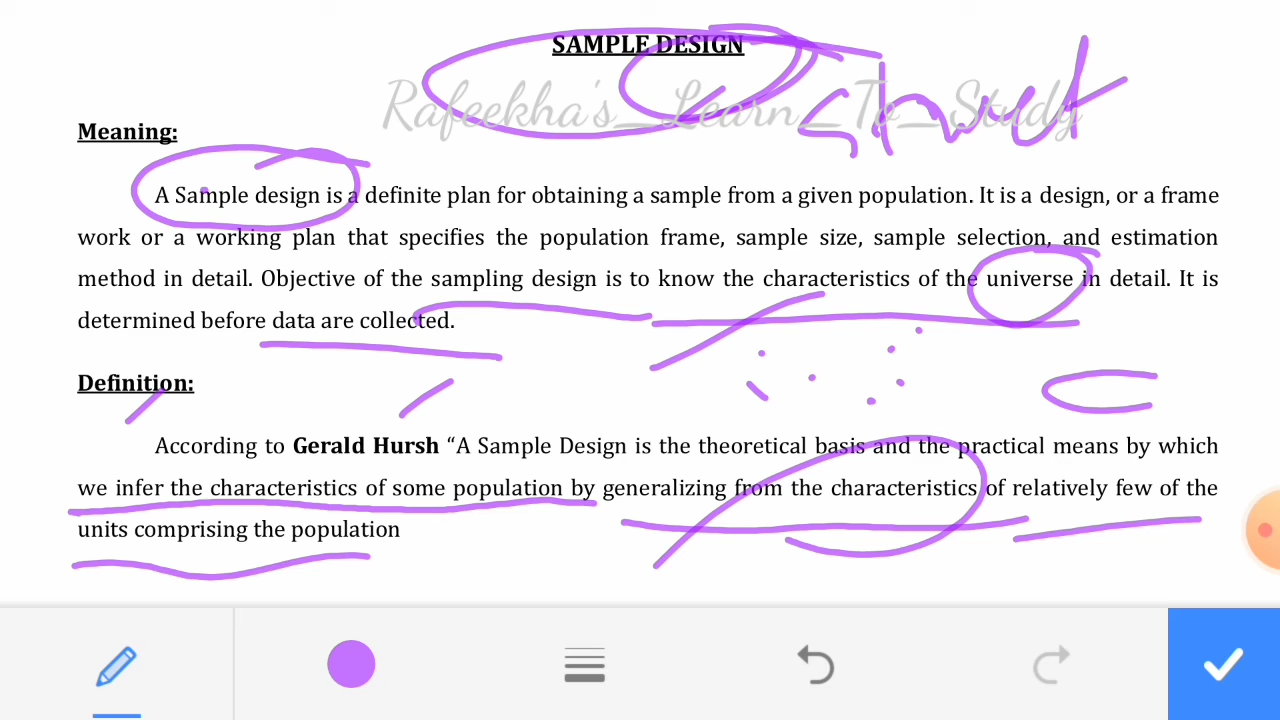 SAMPLE DESIGN
Rafeekha's_Learn_To_Study
Meaning:
A Sample design is a definite plan for obtaining a sample from a given population. It is a design, or a frame
work or a working plan that specifies the population frame, sample size, sample selection, and estimation
method in detail. Objective of the sampling design is to know the characteristics of the universe in detail. It is
determined before data are collected.
Definition:
According to Gerald Hursh “A Sample Design is the theoretical basis and the practical means by which
we infer the characteristics of some population by generalizing from the characteristics of relatively few of the
units comprising the population